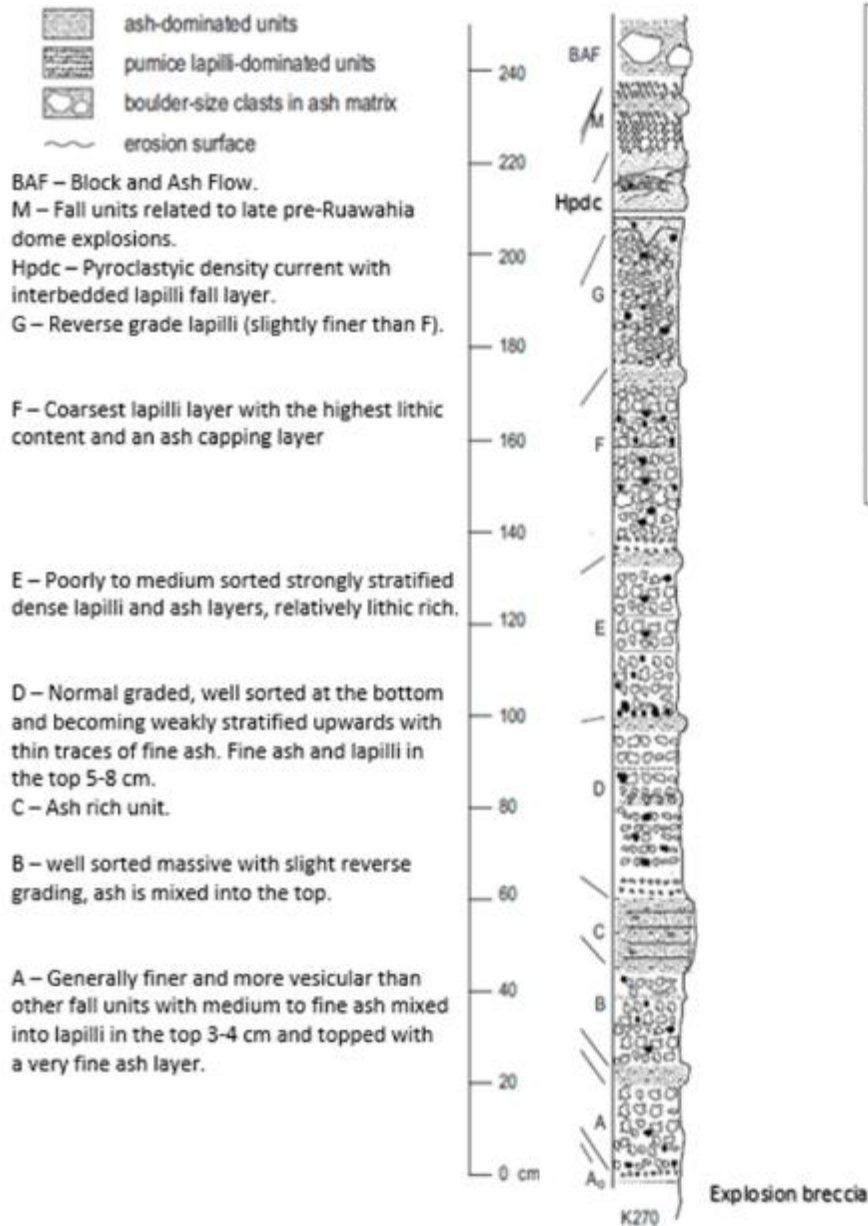 ash-dominated units
pumice lapilli-dominated units
boulder-size clasts in ash matrix
erosion surface
BAF – Block and Ash Flow.
M – Fall units related to late pre-Ruawahia
dome explosions.
Hpdc – Pyroclastyic density current with
interbedded lapilli fall layer.
G – Reverse grade lapilli (slightly finer than F).
F – Coarsest lapilli layer with the highest lithic
content and an ash capping layer
E – Poorly to medium sorted strongly stratified
dense lapilli and ash layers, relatively lithic rich.
D – Normal graded, well sorted at the bottom
and becoming weakly stratified upwards with
thin traces of fine ash. Fine ash and lapilli in
the top 5-8 cm.
C – Ash rich unit.
B – well sorted massive with slight reverse
grading, ash is mixed into the top.
A – Generally finer and more vesicular than
other fall units with medium to fine ash mixed
into lapilli in the top 3-4 cm and topped with
a very fine ash layer.
240
220
200
180
160
140
120
100
80
60
40
20
0 cm
BAF
M
Hpdc
G
F
E
D
C
B
A
A₀
Explosion breccia
K270